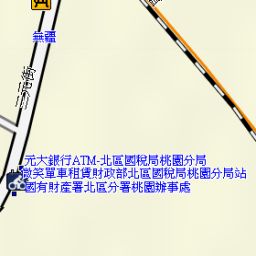 無疆
三元街
元大銀行ATM-北區國稅局桃園分局
微笑單車租賃財政部北區國稅局桃園分局站
國有財產署北區分署桃園辦事處